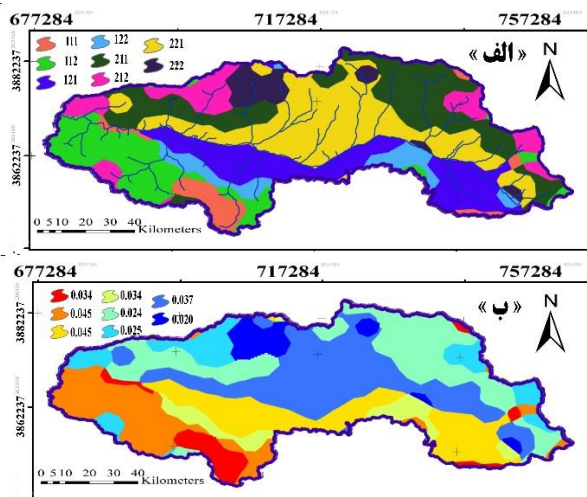 677284 717284 757284
3882237
3862237
111 122 221
112 211 222
121 212
« الف »
N
0 5 10 20 30 40
Kilometers
677284 717284 757284
3882237
3862237
0.034 0.034 0.037
0.045 0.024 0.020
0.045 0.025
« ب »
N
0 5 10 20 30 40
Kilometers